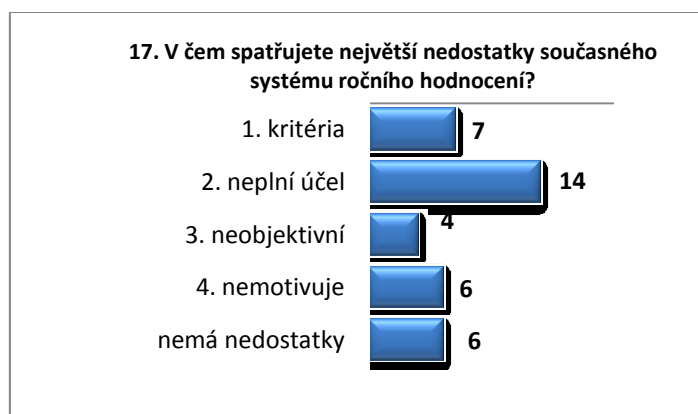 17. V čem spatřujete největší nedostatky současného
systému ročního hodnocení?
1. kritéria 7
2. neplní účel 14
3. neobjektivní 4
4. nemotivuje 6
nemá nedostatky 6